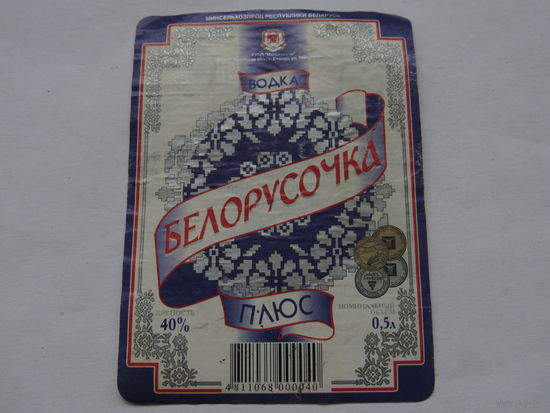 МИНСЕЛЬХОЗПРОД РЕСПУБЛИКИ БЕЛАРУСЬ
ВОДКА
БЕЛОРУСОЧКА
ПЛЮС
КРЕПОСТЬ
40%
НОМИНАЛЬНЫЙ
ОБЪЕМ
0,5л
4811068000040